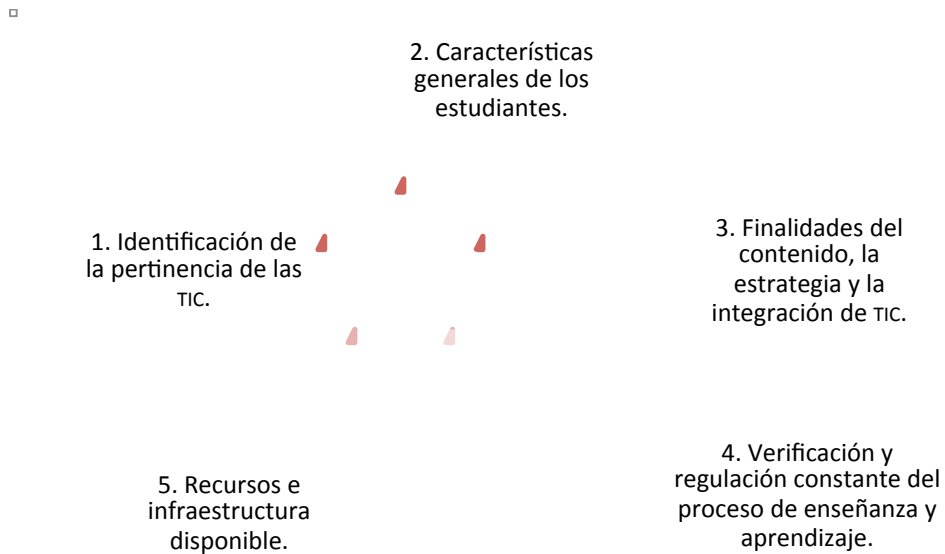 2. Características
generales de los
estudiantes.
1. Identificación de
la pertinencia de las
TIC.
3. Finalidades del
contenido, la
estrategia y la
integración de TIC.
4. Verificación y
regulación constante del
proceso de enseñanza y
aprendizaje.
5. Recursos e
infraestructura
disponible.